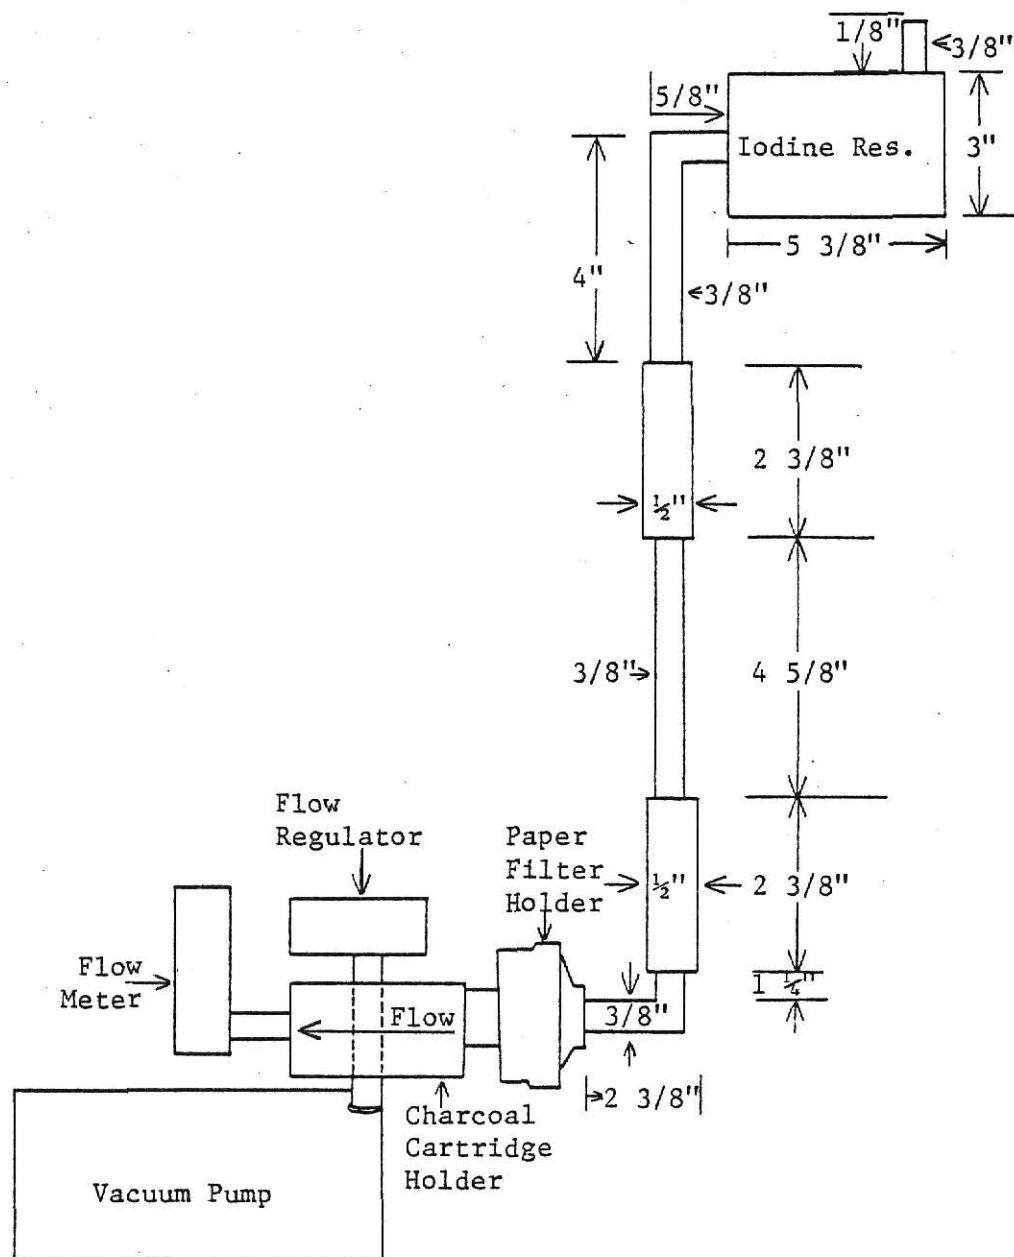 1/8"
3/8"
5/8"
Iodine Res.
3"
5 3/8"
4"
3/8"
2 3/8"
½"
3/8"
4 5/8"
Flow
Regulator
Paper
Filter
Holder
½"
2 3/8"
Flow
Meter
Flow
3/8"
1 ¼"
2 3/8"
Charcoal
Cartridge
Holder
Vacuum Pump